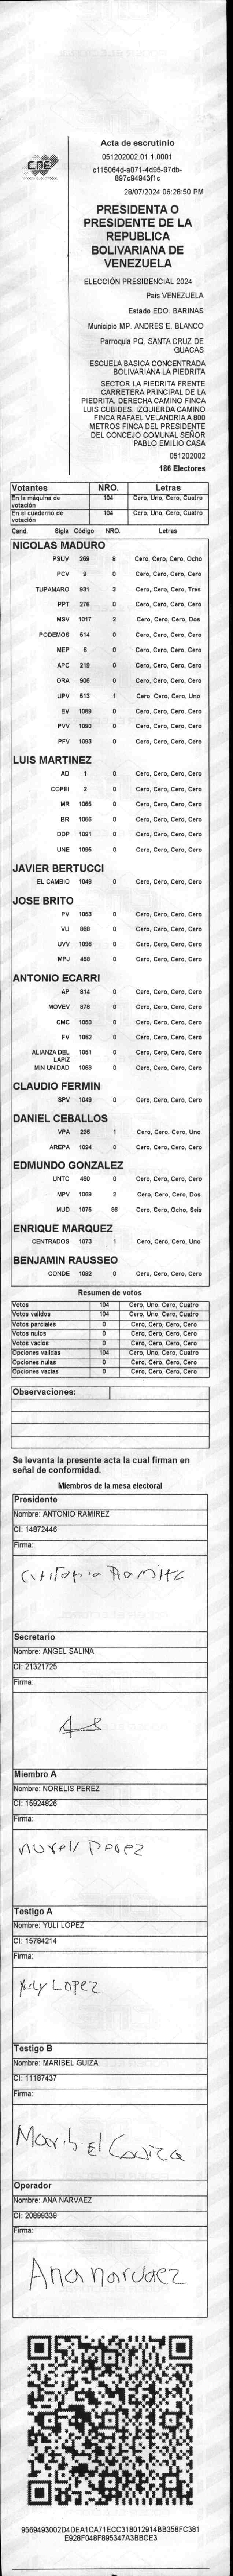 CNE
Acta de escrutinio
051202002.01.1.0001
c115064d-a071-4d95-97db-
897c94943f1c
28/07/2024 06:28:50 PM
PRESIDENTA O
PRESIDENTE DE LA
REPUBLICA
BOLIVARIANA DE
VENEZUELA
ELECCIÓN PRESIDENCIAL 2024
Pais VENEZUELA
Estado EDO. BARINAS
Municipio MP. ANDRES E. BLANCO
Parroquia PQ. SANTA CRUZ DE
GUACAS
ESCUELA BASICA CONCENTRADA
BOLIVARIANA LA PIEDRITA
SECTOR LA PIEDRITA FRENTE
CARRETERA PRINCIPAL DE LA
PIEDRITA. DERECHA CAMINO FINCA
LUIS CUBIDES. IZQUIERDA CAMINO
FINCA RAFAEL VELANDRIA A 800
METROS FINCA DEL PRESIDENTE
DEL CONCEJO COMUNAL SEÑOR
PABLO EMILIO CASA
051202002
186 Electores
Votantes NRO. Letras
En la máquina de votación 104 Cero, Uno, Cero, Cuatro
En el cuaderno de votación 104 Cero, Uno, Cero, Cuatro
Cand. Sigla Código NRO. Letras
NICOLAS MADURO
PSUV 269 8 Cero, Cero, Cero, Ocho
PCV 9 0 Cero, Cero, Cero, Cero
TUPAMARO 931 3 Cero, Cero, Cero, Tres
PPT 276 0 Cero, Cero, Cero, Cero
MSV 1017 2 Cero, Cero, Cero, Dos
PODEMOS 514 0 Cero, Cero, Cero, Cero
MEP 6 0 Cero, Cero, Cero, Cero
APC 219 0 Cero, Cero, Cero, Cero
ORA 906 0 Cero, Cero, Cero, Cero
UPV 513 1 Cero, Cero, Cero, Uno
EV 1089 0 Cero, Cero, Cero, Cero
PVV 1090 0 Cero, Cero, Cero, Cero
PFV 1093 0 Cero, Cero, Cero, Cero
LUIS MARTINEZ
AD 1 0 Cero, Cero, Cero, Cero
COPEI 2 0 Cero, Cero, Cero, Cero
MR 1055 0 Cero, Cero, Cero, Cero
BR 1066 0 Cero, Cero, Cero, Cero
DDP 1091 0 Cero, Cero, Cero, Cero
UNE 1095 0 Cero, Cero, Cero, Cero
JAVIER BERTUCCI
EL CAMBIO 1048 0 Cero, Cero, Cero, Cero
JOSE BRITO
PV 1053 0 Cero, Cero, Cero, Cero
VU 969 0 Cero, Cero, Cero, Cero
UVV 1096 0 Cero, Cero, Cero, Cero
MPJ 458 0 Cero, Cero, Cero, Cero
ANTONIO ECARRI
AP 814 0 Cero, Cero, Cero, Cero
MOVEV 878 0 Cero, Cero, Cero, Cero
CMC 1050 0 Cero, Cero, Cero, Cero
FV 1062 0 Cero, Cero, Cero, Cero
ALIANZA DEL LAPIZ 1051 0 Cero, Cero, Cero, Cero
MIN UNIDAD 1088 0 Cero, Cero, Cero, Cero
CLAUDIO FERMIN
SPV 1049 0 Cero, Cero, Cero, Cero
DANIEL CEBALLOS
VPA 236 1 Cero, Cero, Cero, Uno
AREPA 1094 0 Cero, Cero, Cero, Cero
EDMUNDO GONZALEZ
UNTC 460 0 Cero, Cero, Cero, Cero
MPV 1069 2 Cero, Cero, Cero, Dos
MUD 1075 86 Cero, Cero, Ocho, Seis
ENRIQUE MARQUEZ
CENTRADOS 1073 1 Cero, Cero, Cero, Uno
BENJAMIN RAUSSEO
CONDE 1092 0 Cero, Cero, Cero, Cero
Resumen de votos
Votos 104 Cero, Uno, Cero, Cuatro
Votos validos 104 Cero, Uno, Cero, Cuatro
Votos parciales 0 Cero, Cero, Cero, Cero
Votos nulos 0 Cero, Cero, Cero, Cero
Votos vacios 0 Cero, Cero, Cero, Cero
Opciones validas 104 Cero, Uno, Cero, Cuatro
Opciones nulas 0 Cero, Cero, Cero, Cero
Opciones vacias 0 Cero, Cero, Cero, Cero
Observaciones:
Se levanta la presente acta la cual firman en
señal de conformidad.
Miembros de la mesa electoral
Presidente
Nombre: ANTONIO RAMIREZ
CI: 14872446
Firma:
Secretario
Nombre: ANGEL SALINA
CI: 21321725
Firma:
Miembro A
Nombre: NORELIS PEREZ
CI: 15924826
Firma:
Testigo A
Nombre: YULI LOPEZ
CI: 15784214
Firma:
Yuly LOPEZ
Testigo B
Nombre: MARIBEL GUIZA
CI: 11187437
Firma:
Maribel Guiza
Operador
Nombre: ANA NARVAEZ
CI: 20899339
Firma:
Ana narvaez
9569493002D4DEA1CA71ECC318012914BB358FC381
E928F048F895347A3BBCE3